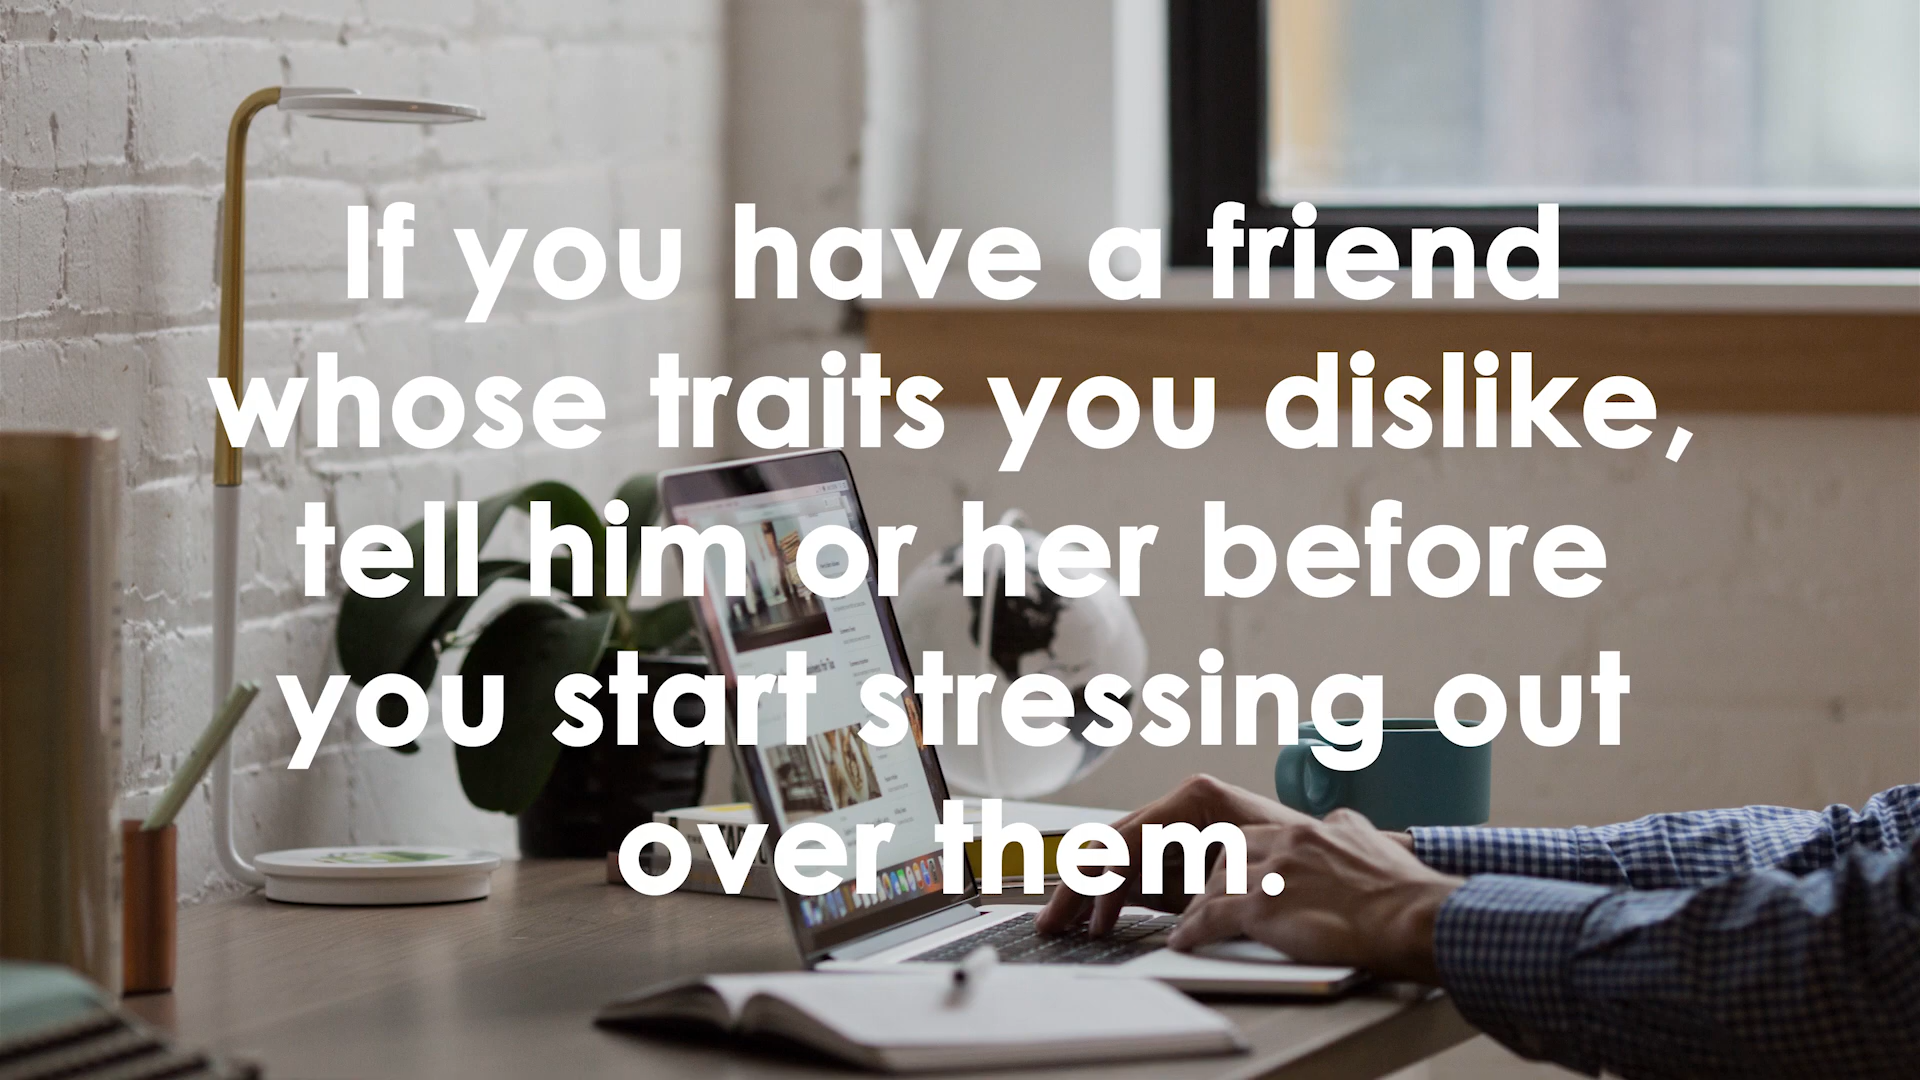 If you have a friend
whose traits you dislike,
tell him or her before
you start stressing out
over them.